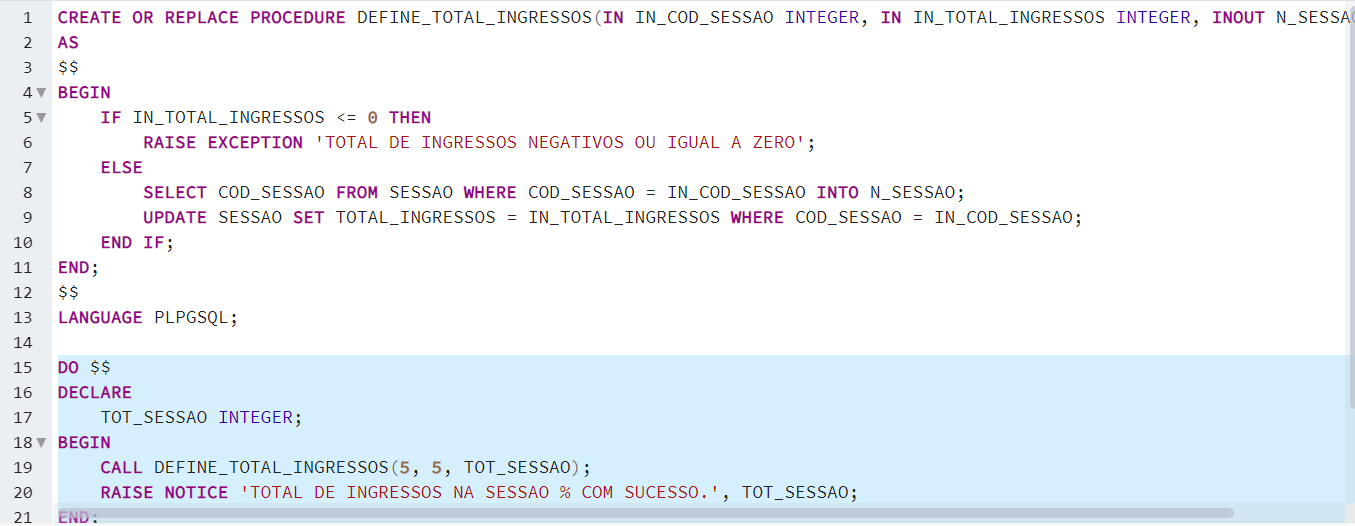 1 CREATE OR REPLACE PROCEDURE DEFINE_TOTAL_INGRESSOS(IN IN_COD_SESSAO INTEGER, IN IN_TOTAL_INGRESSOS INTEGER, INOUT
2 AS
3 $$
4 BEGIN
5 IF IN_TOTAL_INGRESSOS <= 0 THEN
6 RAISE EXCEPTION 'TOTAL DE INGRESSOS NEGATIVOS OU IGUAL A ZERO';
7 ELSE
8 SELECT COD_SESSAO FROM SESSAO WHERE COD_SESSAO = IN_COD_SESSAO INTO N_SESSAO;
9 UPDATE SESSAO SET TOTAL_INGRESSOS = IN_TOTAL_INGRESSOS WHERE COD_SESSAO = IN_COD_SESSAO;
10 END IF;
11 END;
12 $$
13 LANGUAGE PLPGSQL;
14
15 DO $$
16 DECLARE
17 TOT_SESSAO INTEGER;
18 BEGIN
19 CALL DEFINE_TOTAL_INGRESSOS(5, 5, TOT_SESSAO);
20 RAISE NOTICE 'TOTAL DE INGRESSOS NA SESSAO % COM SUCESSO.', TOT_SESSAO;
21 END;